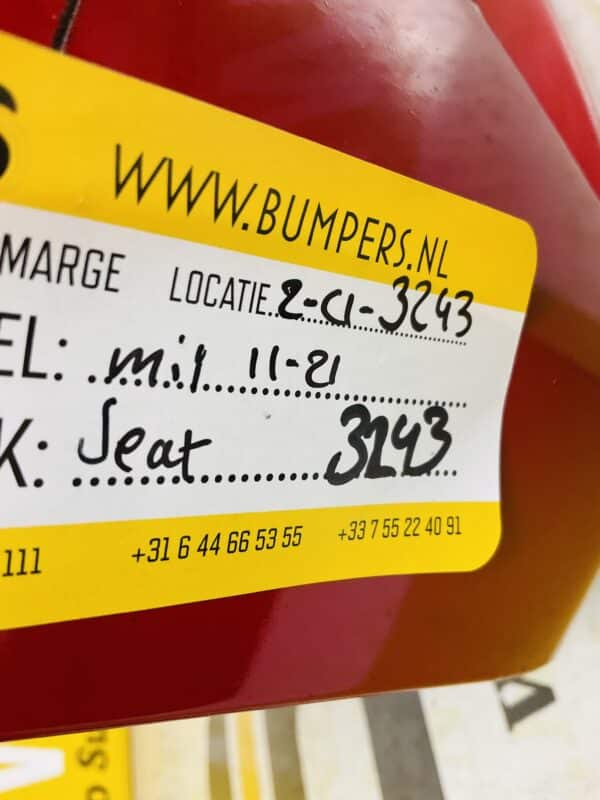 WWW.BUMPERS.NL
MARGE LOCATIE 2-C1-3243
EL: mij 11-21
K: Seat 3243
111 +31 6 44 66 53 55 +33 7 55 22 40 91